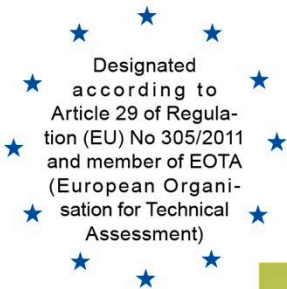 Designated
according to
Article 29 of Regula-
tion (EU) No 305/2011
and member of EOTA
(European Organi-
sation for Technical
Assessment)